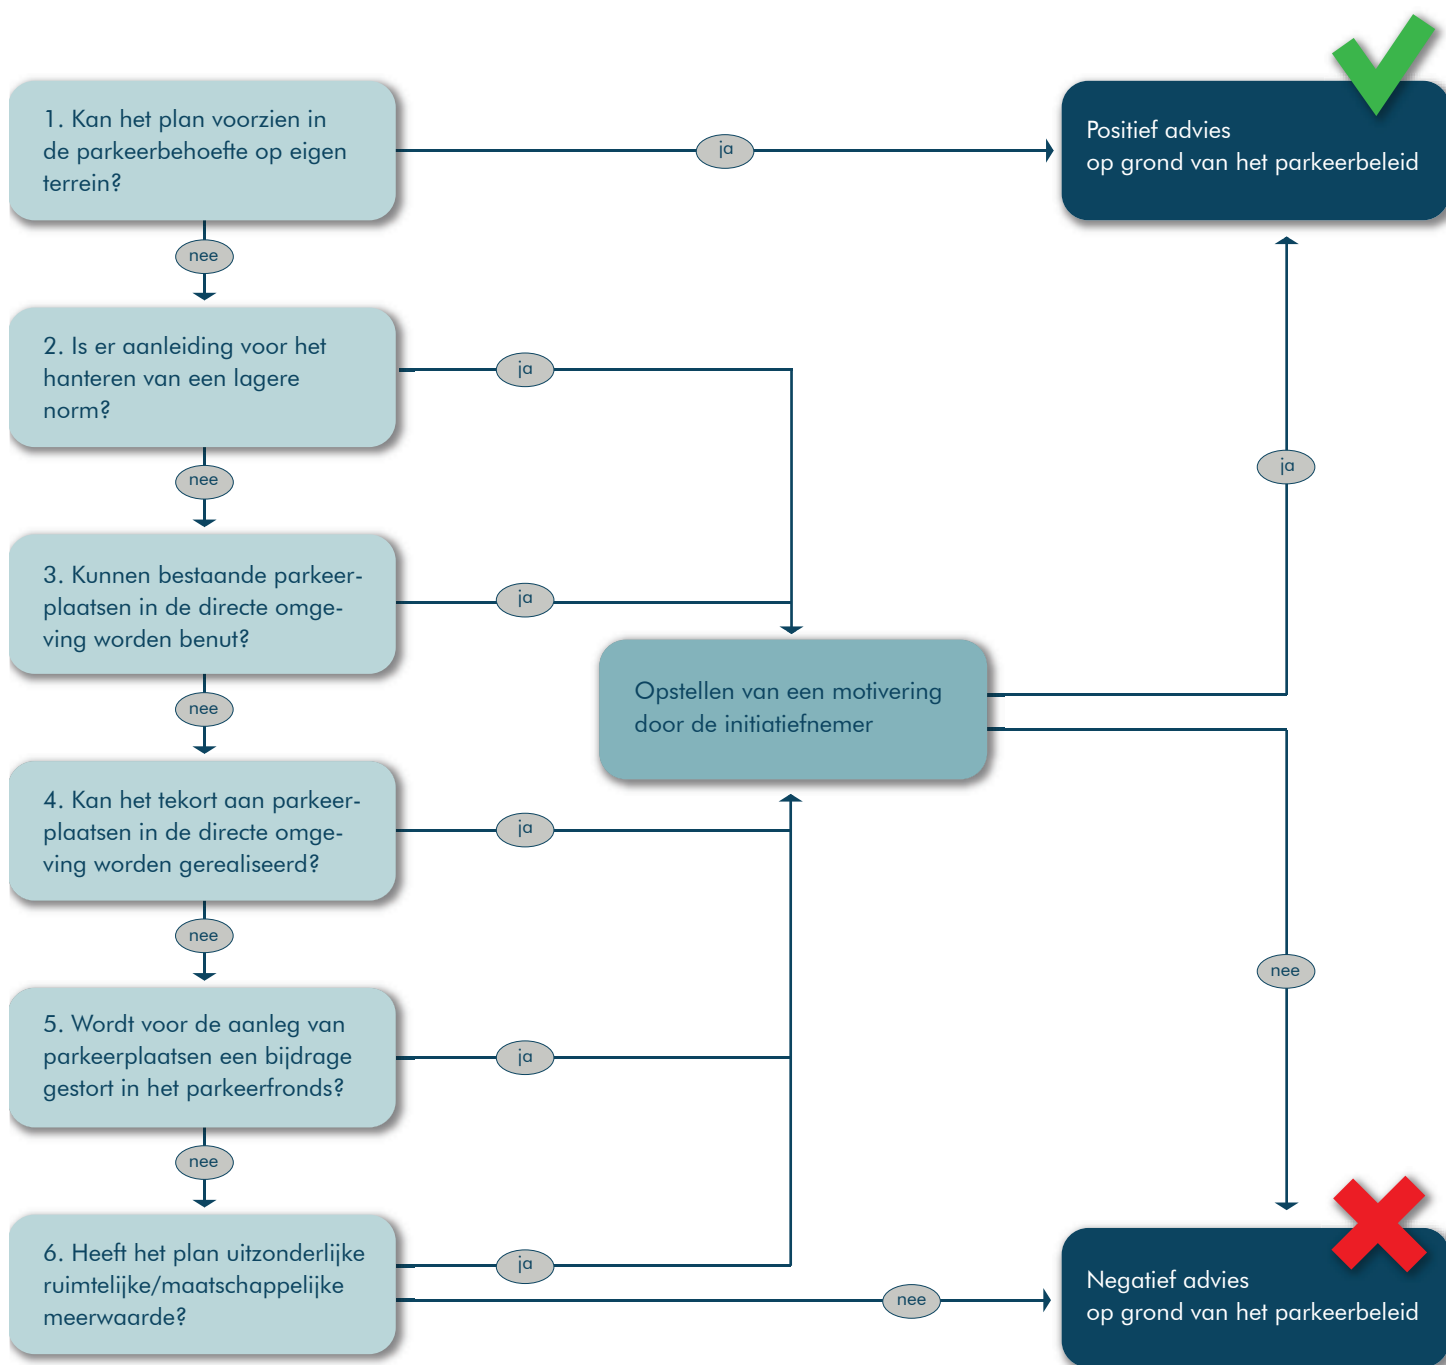 1. Kan het plan voorzien in
de parkeerbehoefte op eigen
terrein?
ja
Positief advies
op grond van het parkeerbeleid
nee
2. Is er aanleiding voor het
hanteren van een lagere
norm?
ja
ja
nee
3. Kunnen bestaande parkeer-
plaatsen in de directe omge-
ving worden benut?
ja
Opstellen van een motivering
door de initiatiefnemer
nee
4. Kan het tekort aan parkeer-
plaatsen in de directe omge-
ving worden gerealiseerd?
ja
nee
nee
5. Wordt voor de aanleg van
parkeerplaatsen een bijdrage
gestort in het parkeerfronds?
ja
nee
6. Heeft het plan uitzonderlijke
ruimtelijke/maatschappelijke
meerwaarde?
ja
nee
Negatief advies
op grond van het parkeerbeleid